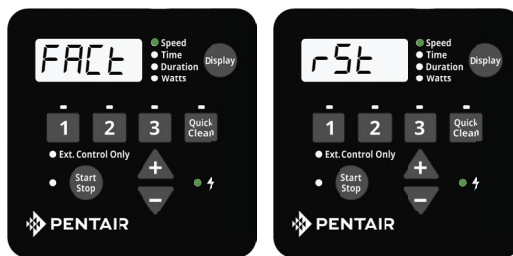 FACt
Speed
Time
Duration
Watts
Display
1 2 3 Quick Clean
Ext. Control Only
+
Start Stop
−
PENTAIR
rSt
Speed
Time
Duration
Watts
Display
1 2 3 Quick Clean
Ext. Control Only
+
Start Stop
−
PENTAIR